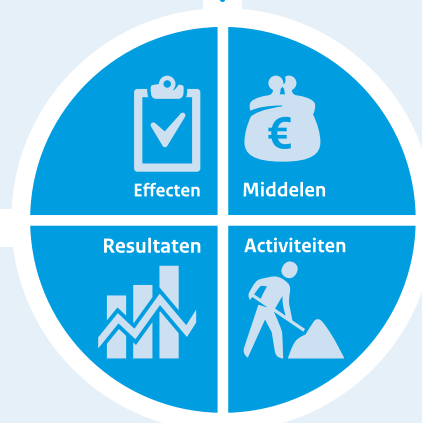 €
Effecten
Middelen
Resultaten
Activiteiten